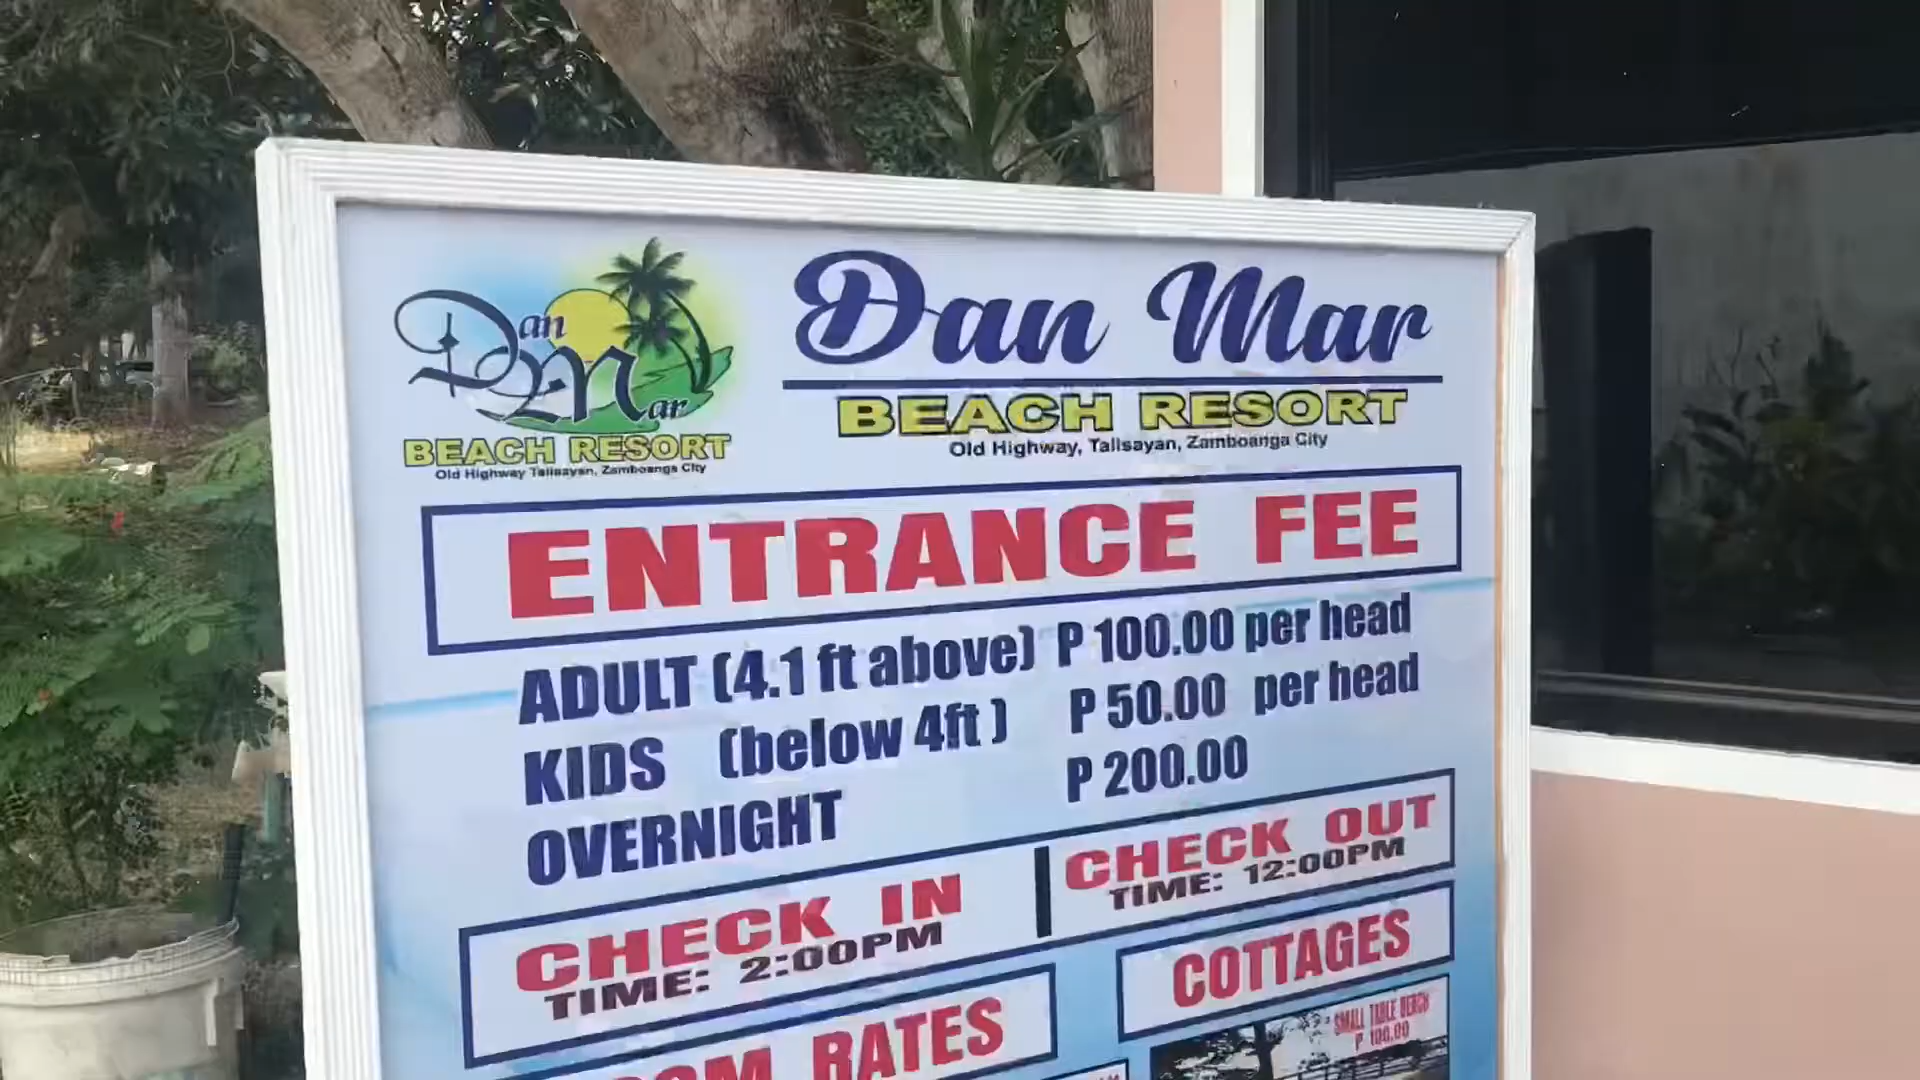 Dan Mar
BEACH RESORT
Old Highway Talisayan, Zamboanga City
Dan Mar
BEACH RESORT
Old Highway, Talisayan, Zamboanga City
ENTRANCE FEE
ADULT (4.1 ft above) P 100.00 per head
KIDS (below 4ft ) P 50.00 per head
OVERNIGHT P 200.00
CHECK IN
TIME: 2:00PM
CHECK OUT
TIME: 12:00PM
RATES
COTTAGES
SMALL TABLE BEACH
P 100.00